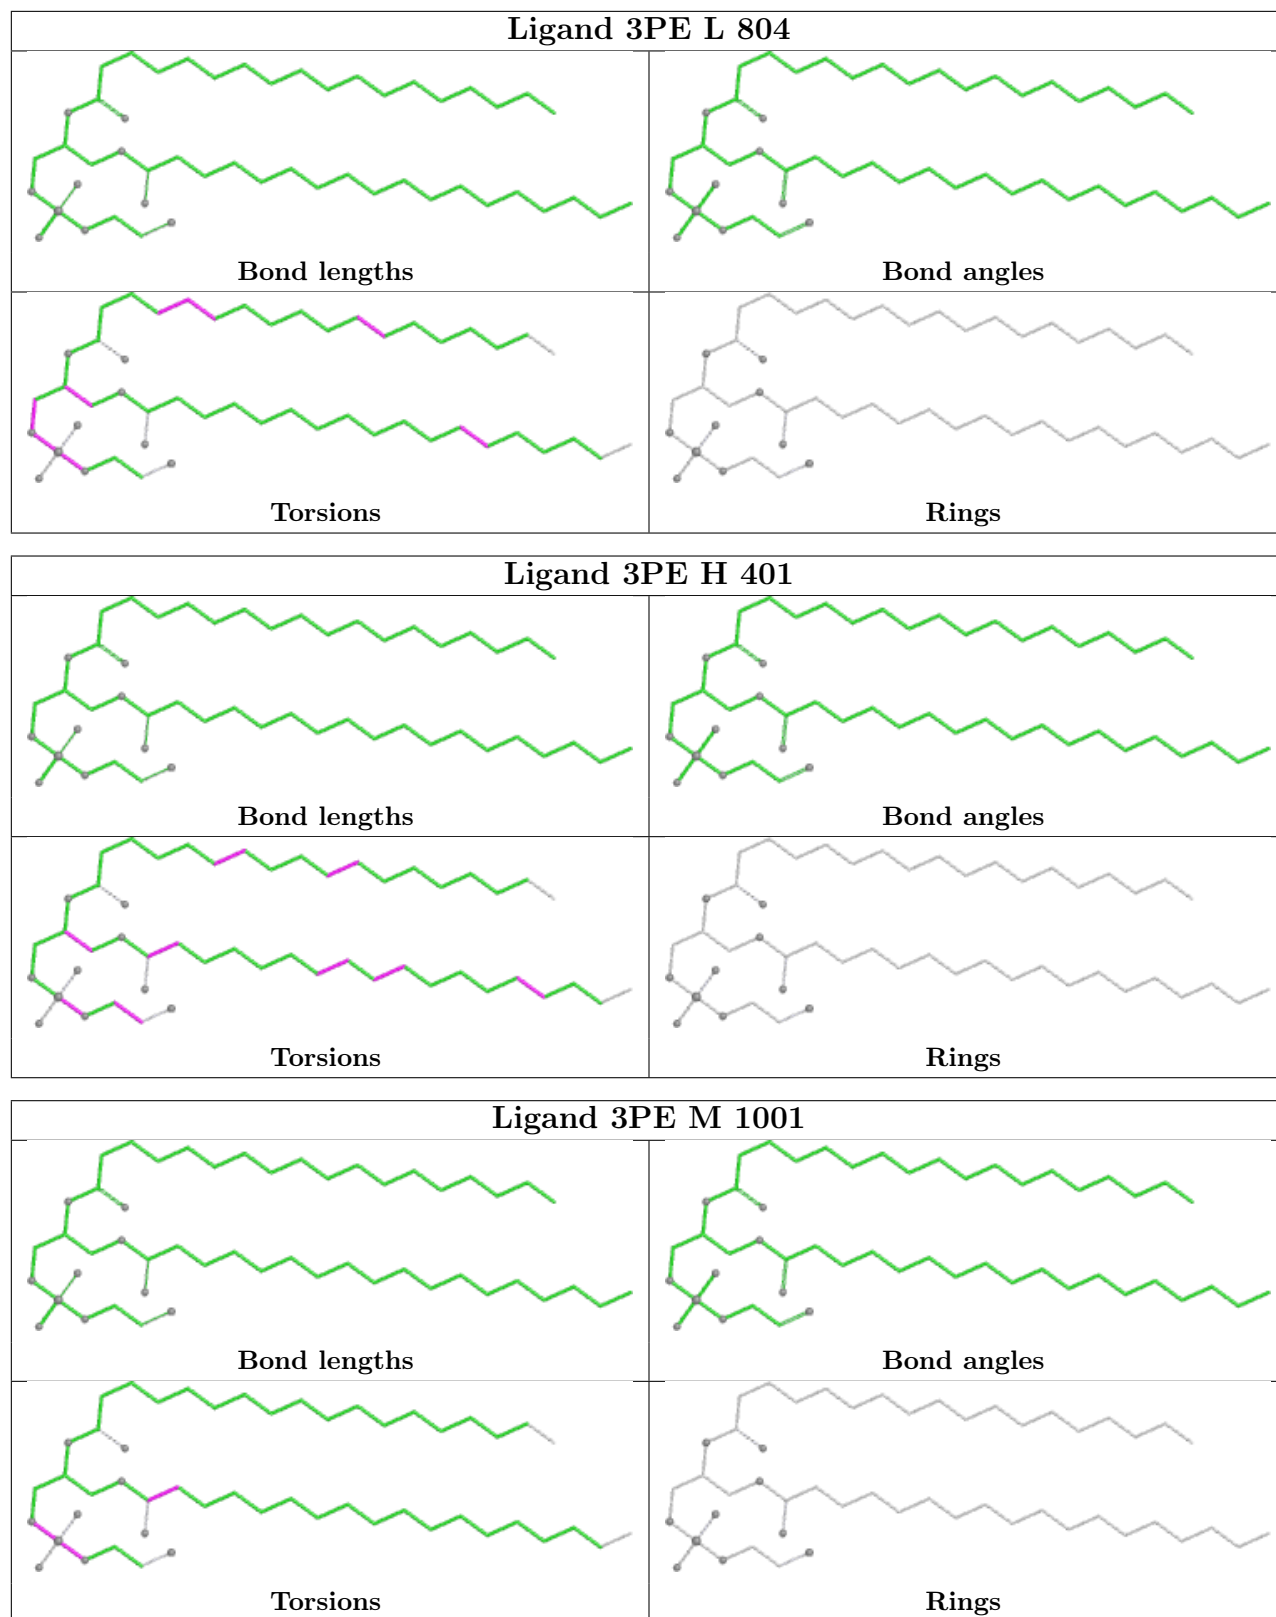 Ligand 3PE L 804
Bond lengths
Bond angles
Torsions
Rings
Ligand 3PE H 401
Bond lengths
Bond angles
Torsions
Rings
Ligand 3PE M 1001
Bond lengths
Bond angles
Torsions
Rings